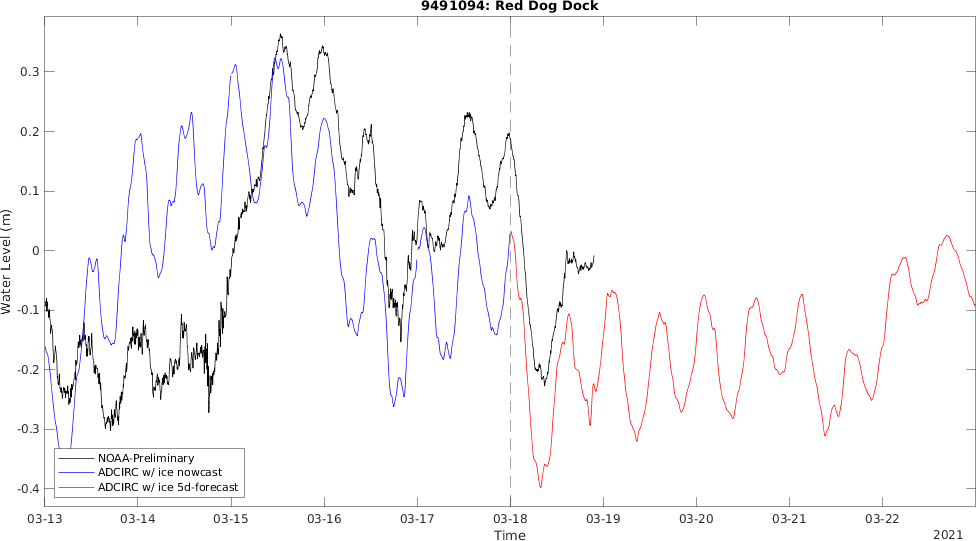 9491094: Red Dog Dock
Water Level (m)
0.3
0.2
0.1
0
-0.1
-0.2
-0.3
-0.4
NOAA-Preliminary
ADCIRC w/ ice nowcast
ADCIRC w/ ice 5d-forecast
03-13 03-14 03-15 03-16 03-17 03-18 03-19 03-20 03-21 03-22
Time
2021